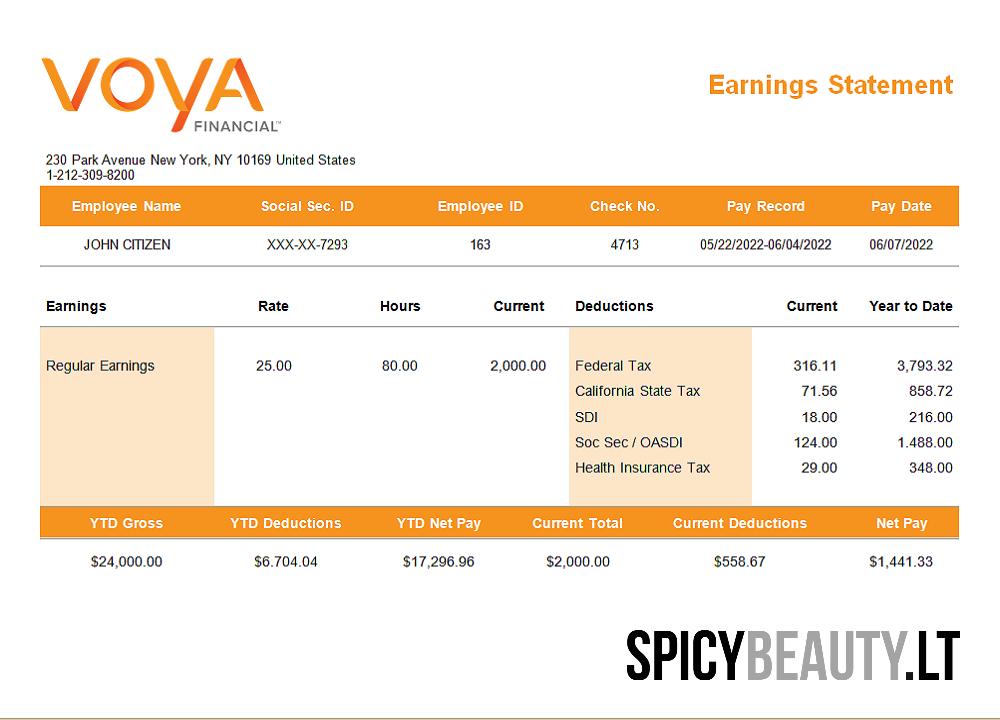 VOYA
FINANCIAL™
Earnings Statement
230 Park Avenue New York, NY 10169 United States
1-212-309-8200
Employee Name Social Sec. ID Employee ID Check No. Pay Record Pay Date
JOHN CITIZEN XXX-XX-7293 163 4713 05/22/2022-06/04/2022 06/07/2022
Earnings Rate Hours Current Deductions Current Year to Date
Regular Earnings 25.00 80.00 2,000.00 Federal Tax 316.11 3,793.32
California State Tax 71.56 858.72
SDI 18.00 216.00
Soc Sec / OASDI 124.00 1.488.00
Health Insurance Tax 29.00 348.00
YTD Gross YTD Deductions YTD Net Pay Current Total Current Deductions Net Pay
$24,000.00 $6.704.04 $17,296.96 $2,000.00 $558.67 $1,441.33
SPICYBEAUTY.LT